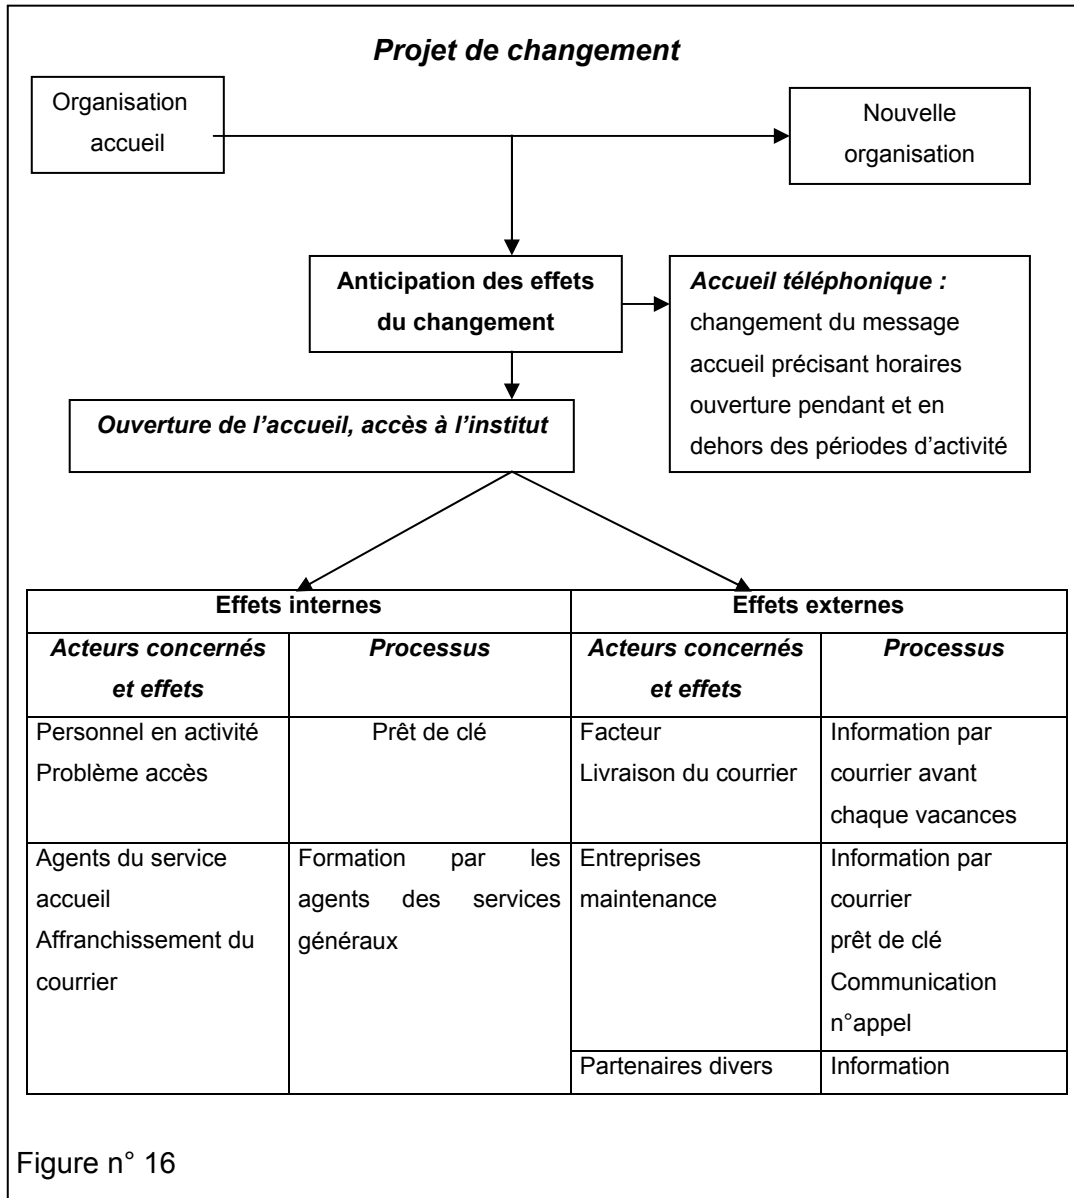 Projet de changement
Organisation
accueil
Nouvelle
organisation
Anticipation des effets
du changement
Accueil téléphonique :
changement du message
accueil précisant horaires
ouverture pendant et en
dehors des périodes d'activité
Ouverture de l'accueil, accès à l'institut
Effets internes
Effets externes
Acteurs concernés
et effets
Processus
Acteurs concernés
et effets
Processus
Personnel en activité
Problème accès
Prêt de clé
Facteur
Livraison du courrier
Information par
courrier avant
chaque vacances
Agents du service
accueil
Affranchissement du
courrier
Formation par les
agents des services
généraux
Entreprises
maintenance
Information par
courrier
prêt de clé
Communication
n°appel
Partenaires divers
Information
Figure n° 16